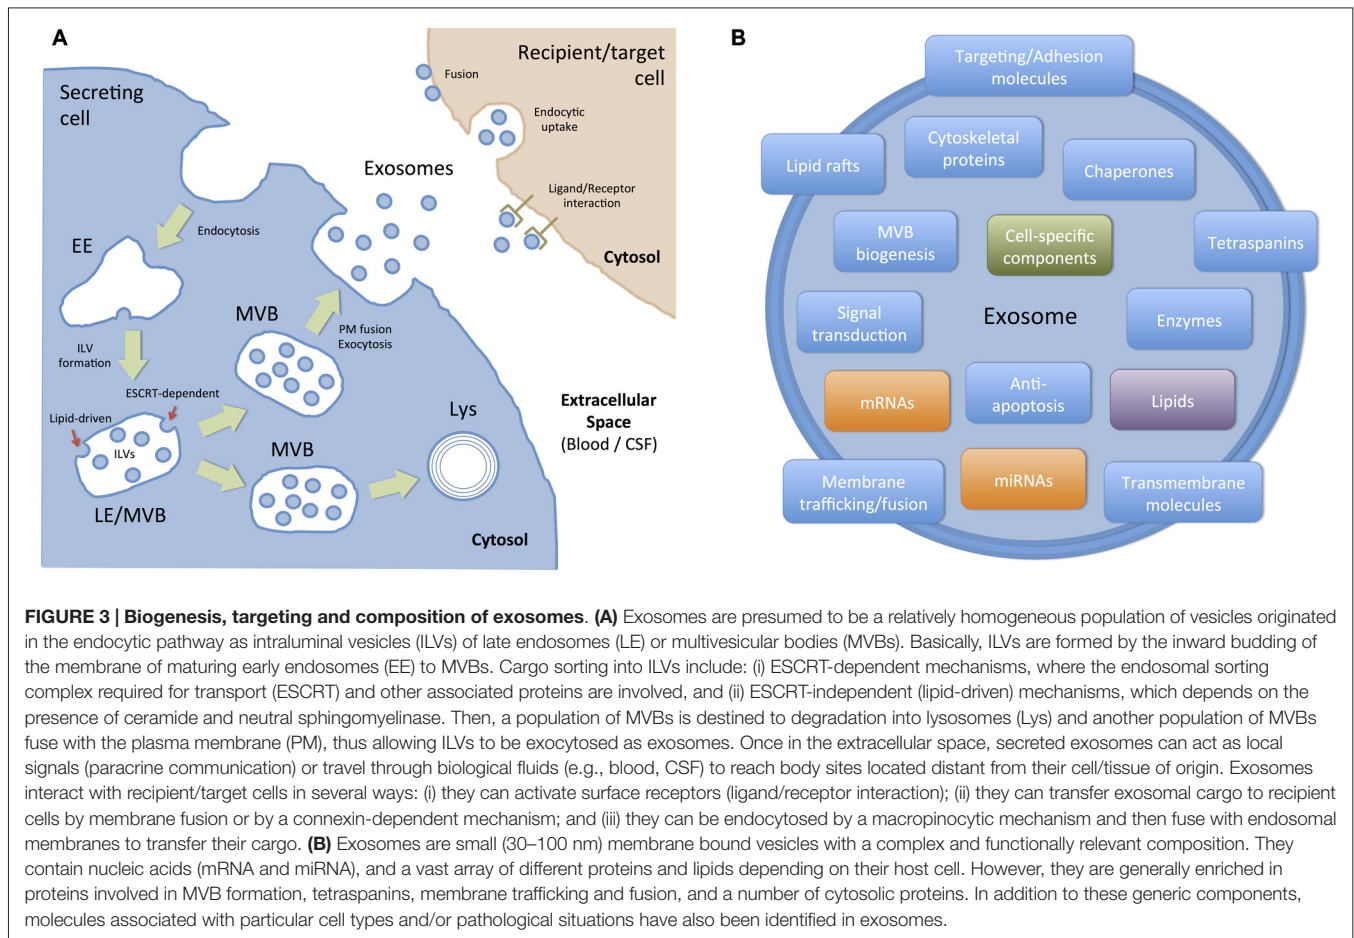 A
Secreting
cell
Recipient/target
cell
Fusion
Endocytic
uptake
Exosomes
Ligand/Receptor
interaction
Endocytosis
EE
Cytosol
MVB
PM fusion
Exocytosis
ILV
formation
ESCRT-dependent
Lipid-driven
ILVs
LE/MVB
MVB
Lys
Extracellular
Space
(Blood / CSF)
Cytosol
B
Targeting/Adhesion
molecules
Lipid rafts
Cytoskeletal
proteins
Chaperones
MVB
biogenesis
Cell-specific
components
Tetraspanins
Signal
transduction
Exosome
Enzymes
mRNAs
Anti-
apoptosis
Lipids
Membrane
trafficking/fusion
miRNAs
Transmembrane
molecules
FIGURE 3 | Biogenesis, targeting and composition of exosomes. (A) Exosomes are presumed to be a relatively homogeneous population of vesicles originated
in the endocytic pathway as intraluminal vesicles (ILVs) of late endosomes (LE) or multivesicular bodies (MVBs). Basically, ILVs are formed by the inward budding of
the membrane of maturing early endosomes (EE) to MVBs. Cargo sorting into ILVs include: (i) ESCRT-dependent mechanisms, where the endosomal sorting
complex required for transport (ESCRT) and other associated proteins are involved, and (ii) ESCRT-independent (lipid-driven) mechanisms, which depends on the
presence of ceramide and neutral sphingomyelinase. Then, a population of MVBs is destined to degradation into lysosomes (Lys) and another population of MVBs
fuse with the plasma membrane (PM), thus allowing ILVs to be exocytosed as exosomes. Once in the extracellular space, secreted exosomes can act as local
signals (paracrine communication) or travel through biological fluids (e.g., blood, CSF) to reach body sites located distant from their cell/tissue of origin. Exosomes
interact with recipient/target cells in several ways: (i) they can activate surface receptors (ligand/receptor interaction); (ii) they can transfer exosomal cargo to recipient
cells by membrane fusion or by a connexin-dependent mechanism; and (iii) they can be endocytosed by a macropinocytic mechanism and then fuse with endosomal
membranes to transfer their cargo. (B) Exosomes are small (30–100 nm) membrane bound vesicles with a complex and functionally relevant composition. They
contain nucleic acids (mRNA and miRNA), and a vast array of different proteins and lipids depending on their host cell. However, they are generally enriched in
proteins involved in MVB formation, tetraspanins, membrane trafficking and fusion, and a number of cytosolic proteins. In addition to these generic components,
molecules associated with particular cell types and/or pathological situations have also been identified in exosomes.